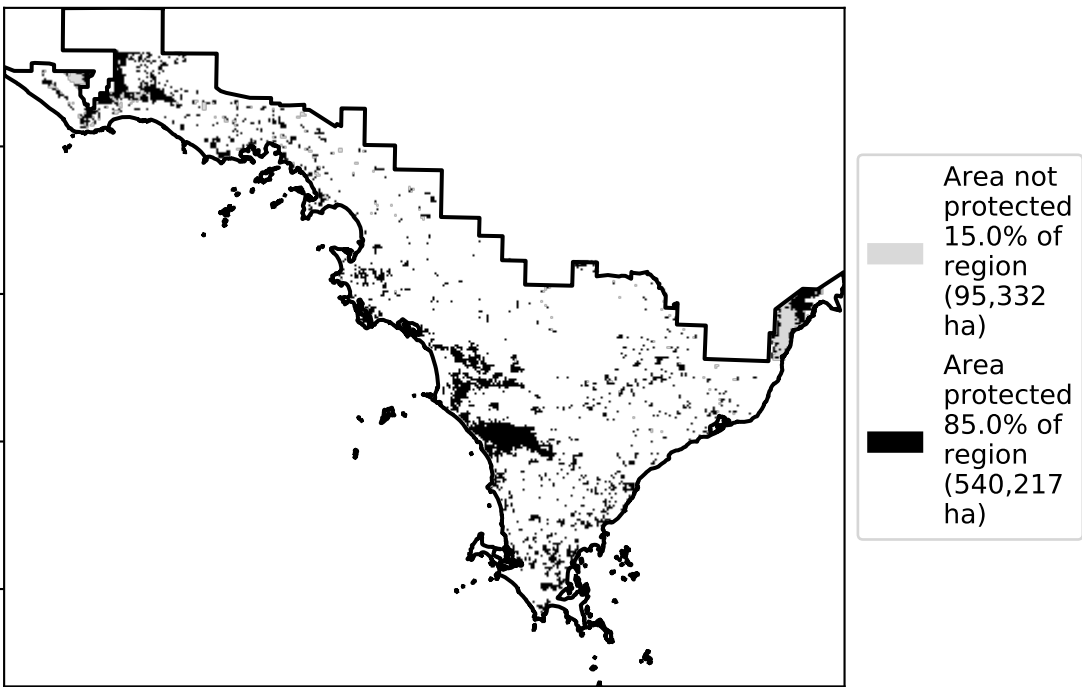 Area not
protected
15.0% of
region
(95,332
ha)
Area
protected
85.0% of
region
(540,217
ha)